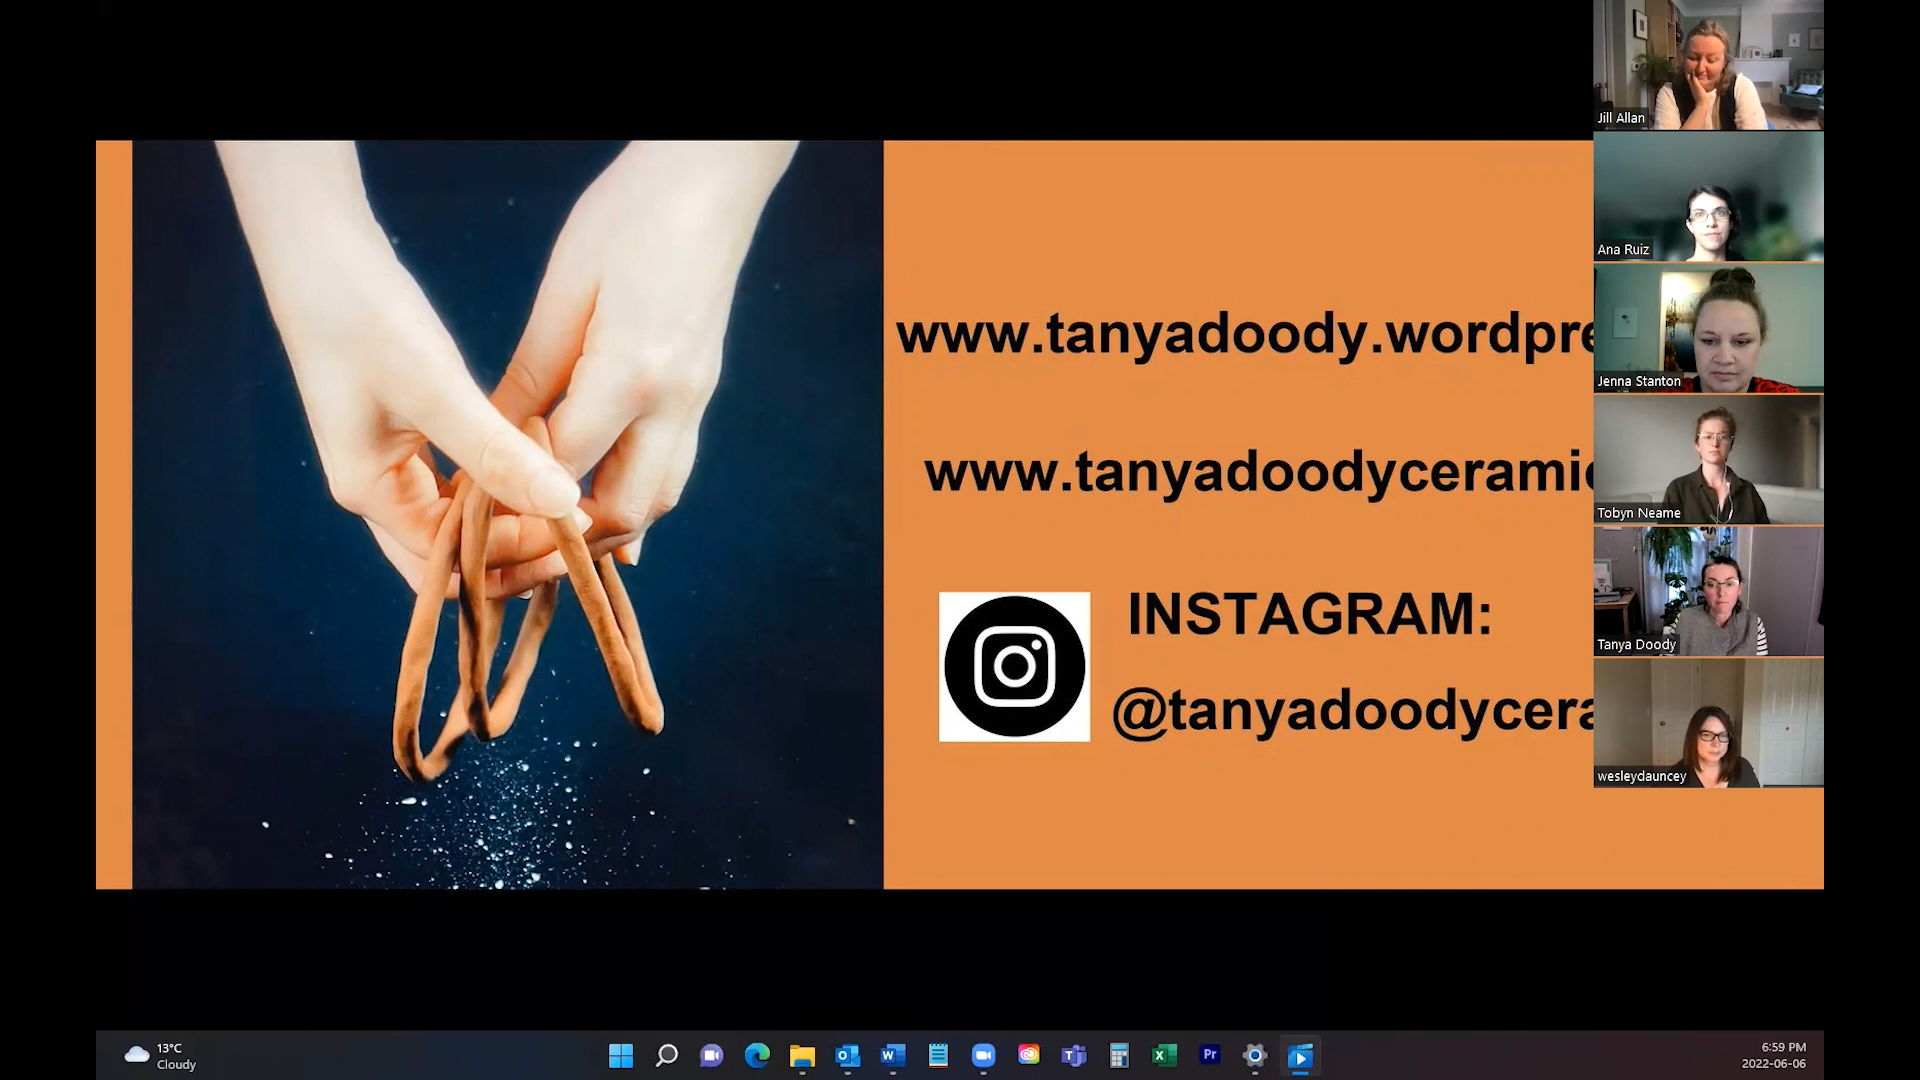 Jill Allan
Ana Ruiz
Jenna Stanton
Tobyn Neame
Tanya Doody
wesleydauncey
www.tanyadoody.wordpre
www.tanyadoodyceramic
INSTAGRAM:
@tanyadoodycera
13°C
Cloudy
Pr
6:59 PM
2022-06-06